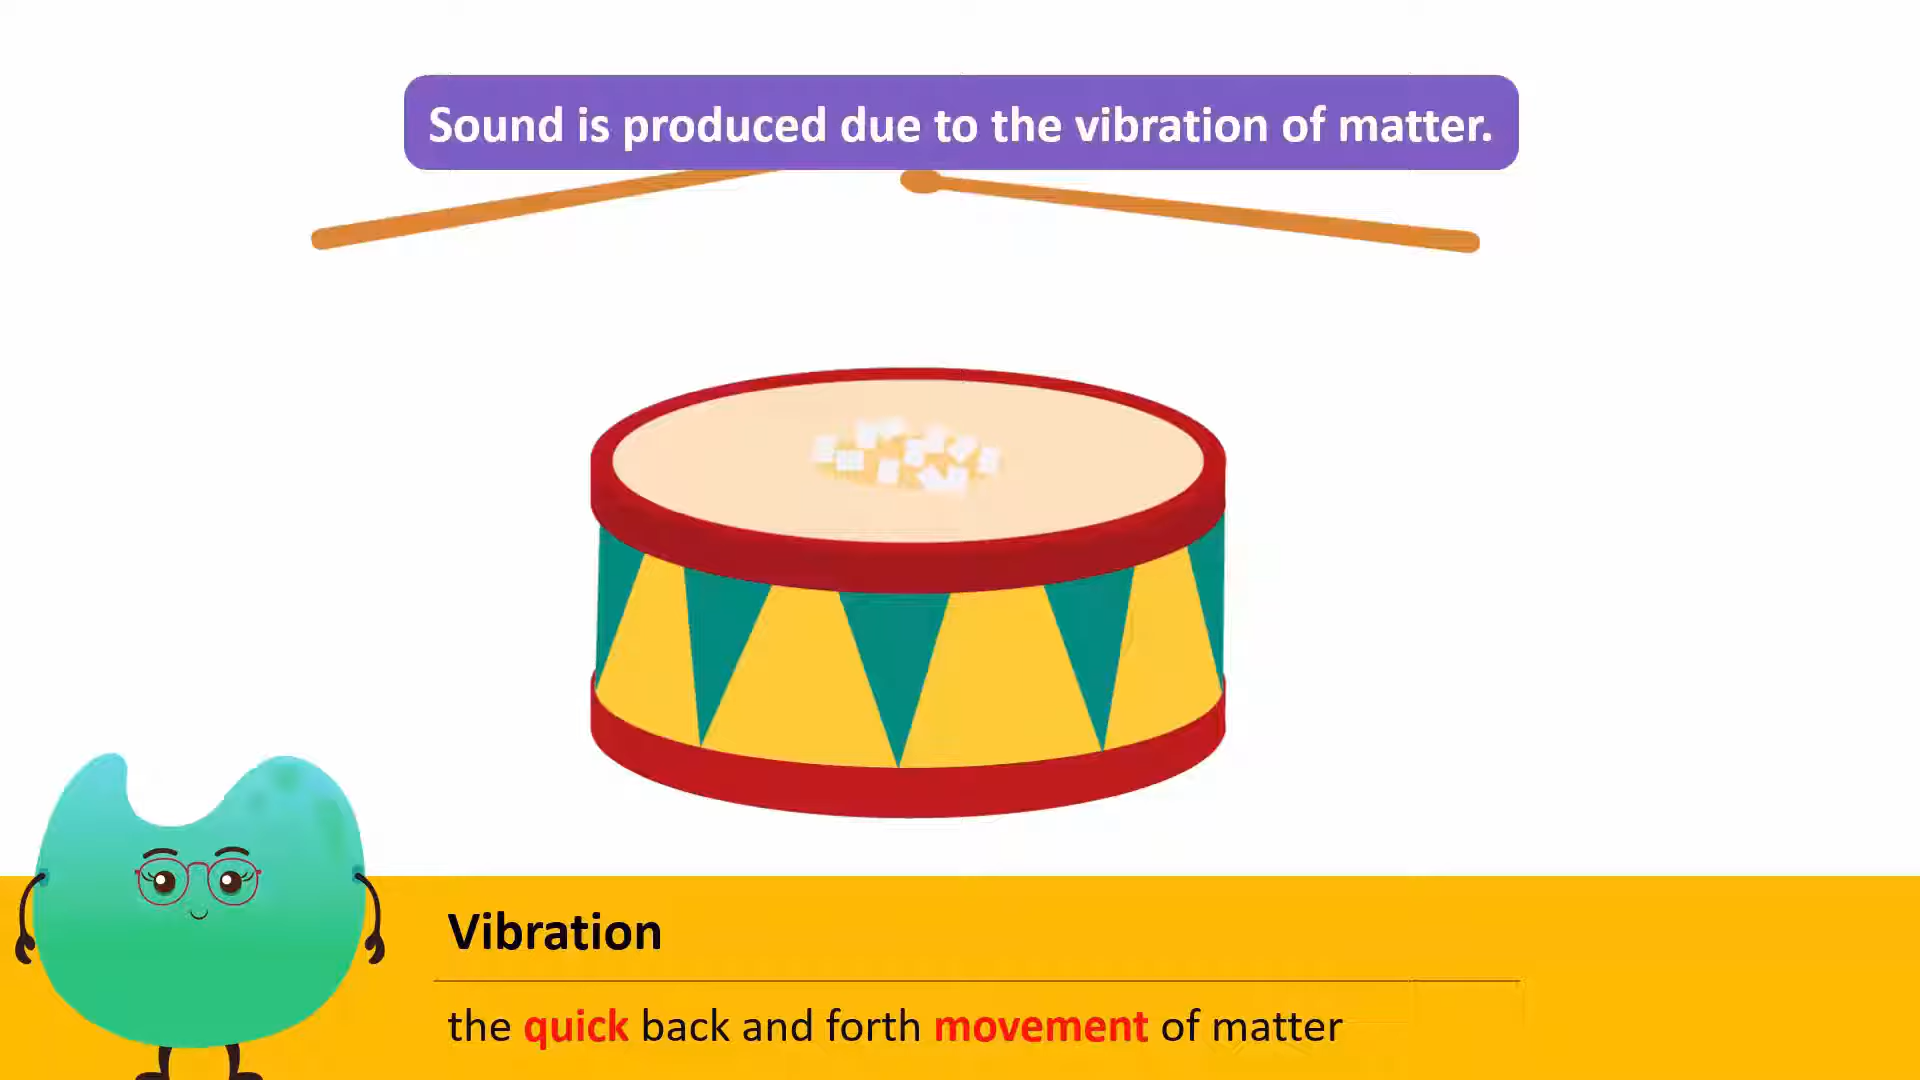 Sound is produced due to the vibration of matter.
Vibration
the quick back and forth movement of matter